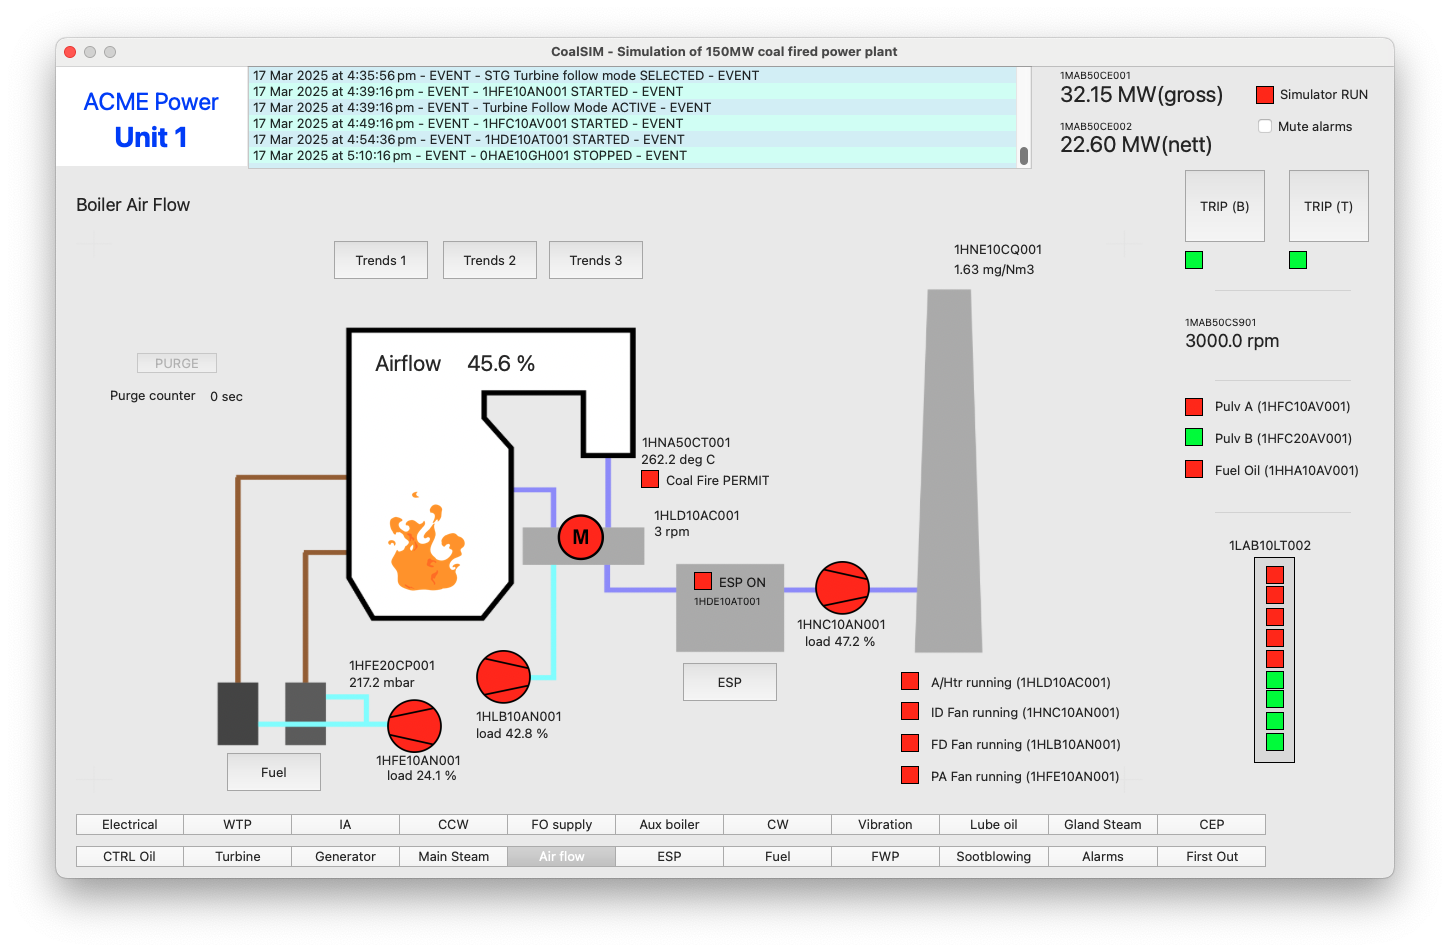 CoalSIM - Simulation of 150MW coal fired power plant
ACME Power
Unit 1
17 Mar 2025 at 4:35:56 pm - EVENT - STG Turbine follow mode SELECTED - EVENT
17 Mar 2025 at 4:39:16 pm - EVENT - 1HFE10AN001 STARTED - EVENT
17 Mar 2025 at 4:39:16 pm - EVENT - Turbine Follow Mode ACTIVE - EVENT
17 Mar 2025 at 4:49:16 pm - EVENT - 1HFC10AV001 STARTED - EVENT
17 Mar 2025 at 4:54:36 pm - EVENT - 1HDE10AT001 STARTED - EVENT
17 Mar 2025 at 5:10:16 pm - EVENT - 0HAE10GH001 STOPPED - EVENT
1MAB50CE001
32.15 MW(gross)
1MAB50CE002
22.60 MW(nett)
Simulator RUN
Mute alarms
TRIP (B)
TRIP (T)
Boiler Air Flow
Trends 1
Trends 2
Trends 3
1HNE10CQ001
1.63 mg/Nm3
1MAB50CS901
3000.0 rpm
PURGE
Purge counter 0 sec
Airflow 45.6 %
Pulv A (1HFC10AV001)
Pulv B (1HFC20AV001)
Fuel Oil (1HHA10AV001)
1HNA50CT001
262.2 deg C
Coal Fire PERMIT
1HLD10AC001
3 rpm
M
1LAB10LT002
ESP ON
1HDE10AT001
1HNC10AN001
load 47.2 %
1HFE20CP001
217.2 mbar
ESP
1HLB10AN001
load 42.8 %
1HFE10AN001
load 24.1 %
Fuel
A/Htr running (1HLD10AC001)
ID Fan running (1HNC10AN001)
FD Fan running (1HLB10AN001)
PA Fan running (1HFE10AN001)
Electrical WTP IA CCW FO supply Aux boiler CW Vibration Lube oil Gland Steam CEP
CTRL Oil Turbine Generator Main Steam Air flow ESP Fuel FWP Sootblowing Alarms First Out